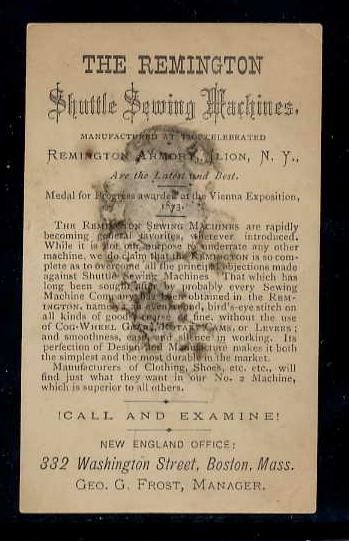 THE REMINGTON
Shuttle Sewing Machines,
MANUFACTURED AT THE CELEBRATED
REMINGTON ARMORY, ILION, N. Y.,
Are the Latest and Best.
Medal for Progress awarded at the Vienna Exposition,
1873.
THE REMINGTON SEWING MACHINES are rapidly
becoming general favorites, wherever introduced.
While it is not our purpose to underrate any other
machine, we do claim that the REMINGTON is so com-
plete as to overcome all the principal objections made
against Shuttle Sewing Machines That which has
long been sought after by probably every Sewing
Machine Company has been obtained in the REM-
INGTON, namely: an even, round, bird's-eye stitch on
all kinds of goods, coarse or fine, without the use
of COG-WHEEL GEAR, ROTARY CAMS, or LEVERS;
and smoothness, ease, and silence in working. Its
perfection of Design and Manufacture makes it both
the simplest and the most durable in the market.
Manufacturers of Clothing, Shoes, etc. etc., will
find just what they want in our No. 2 Machine,
which is superior to all others.
!CALL AND EXAMINE!
NEW ENGLAND OFFICE:
332 Washington Street, Boston, Mass.
GEO. G. FROST, MANAGER.